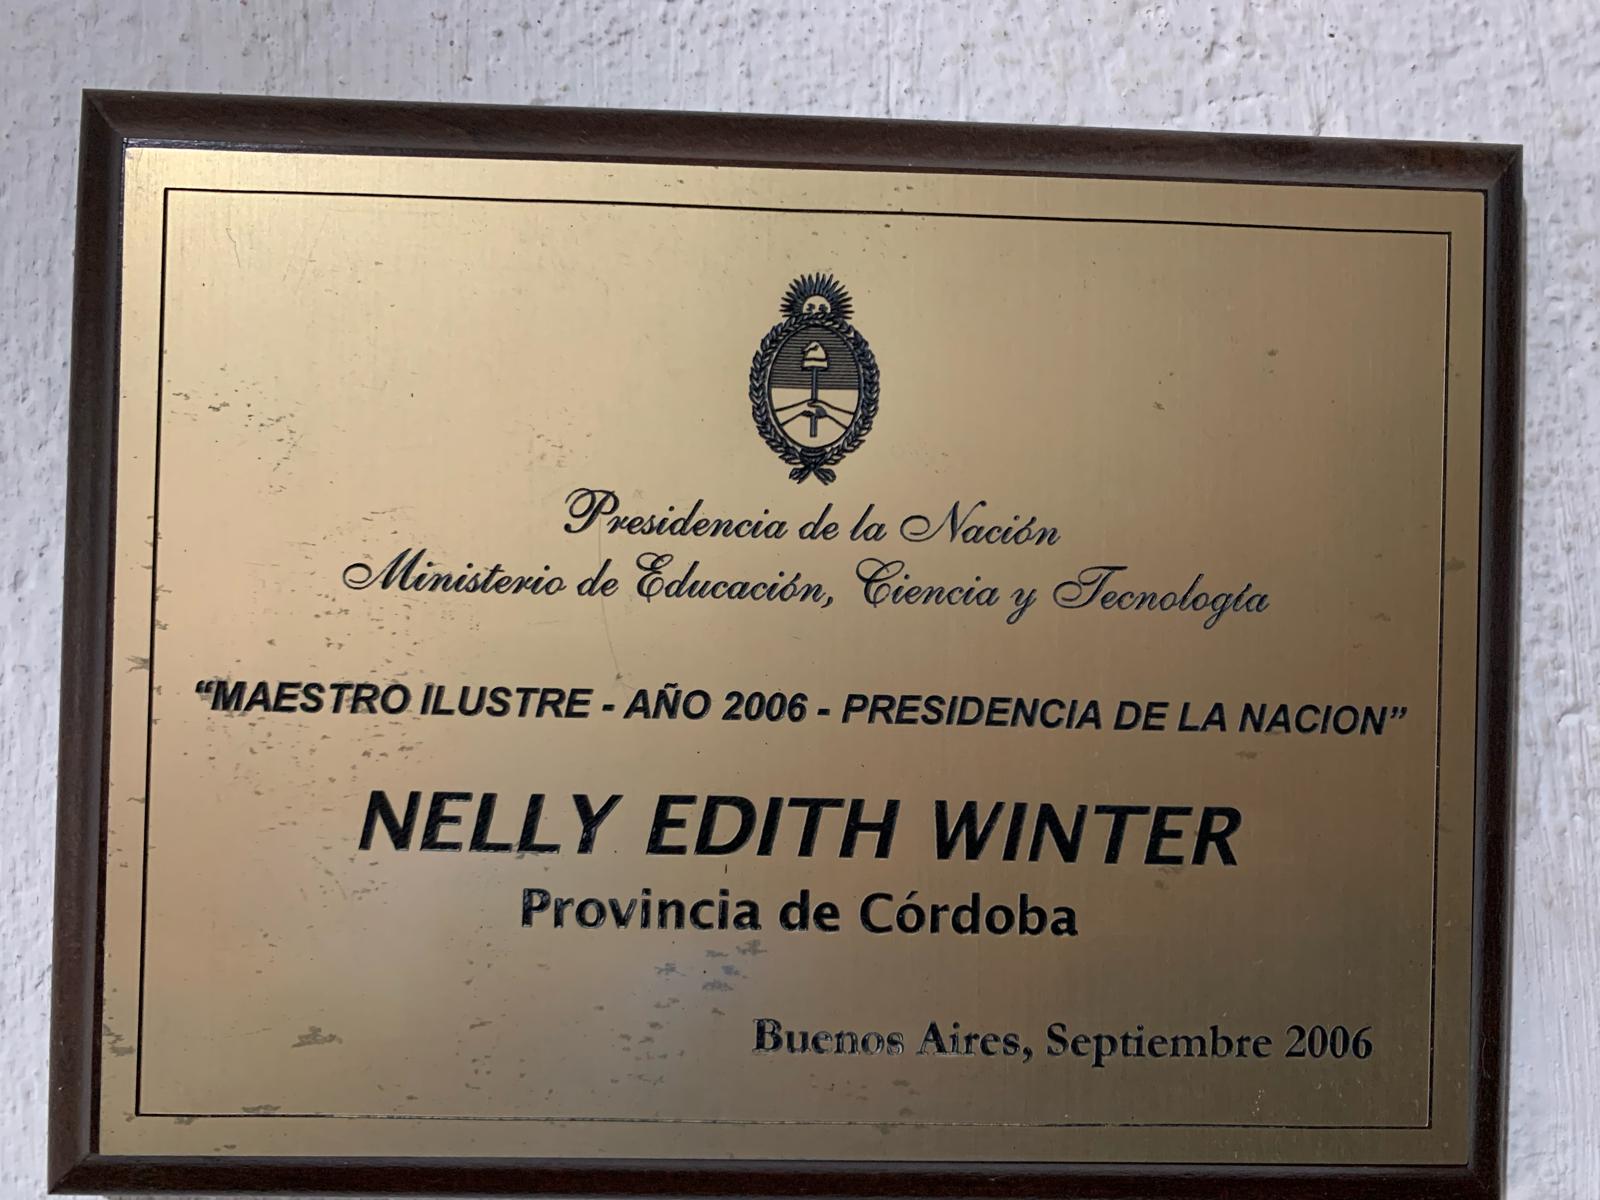 Presidencia de la Nación
Ministerio de Educación, Ciencia y Tecnología
“MAESTRO ILUSTRE - AÑO 2006 - PRESIDENCIA DE LA NACION”
NELLY EDITH WINTER
Provincia de Córdoba
Buenos Aires, Septiembre 2006